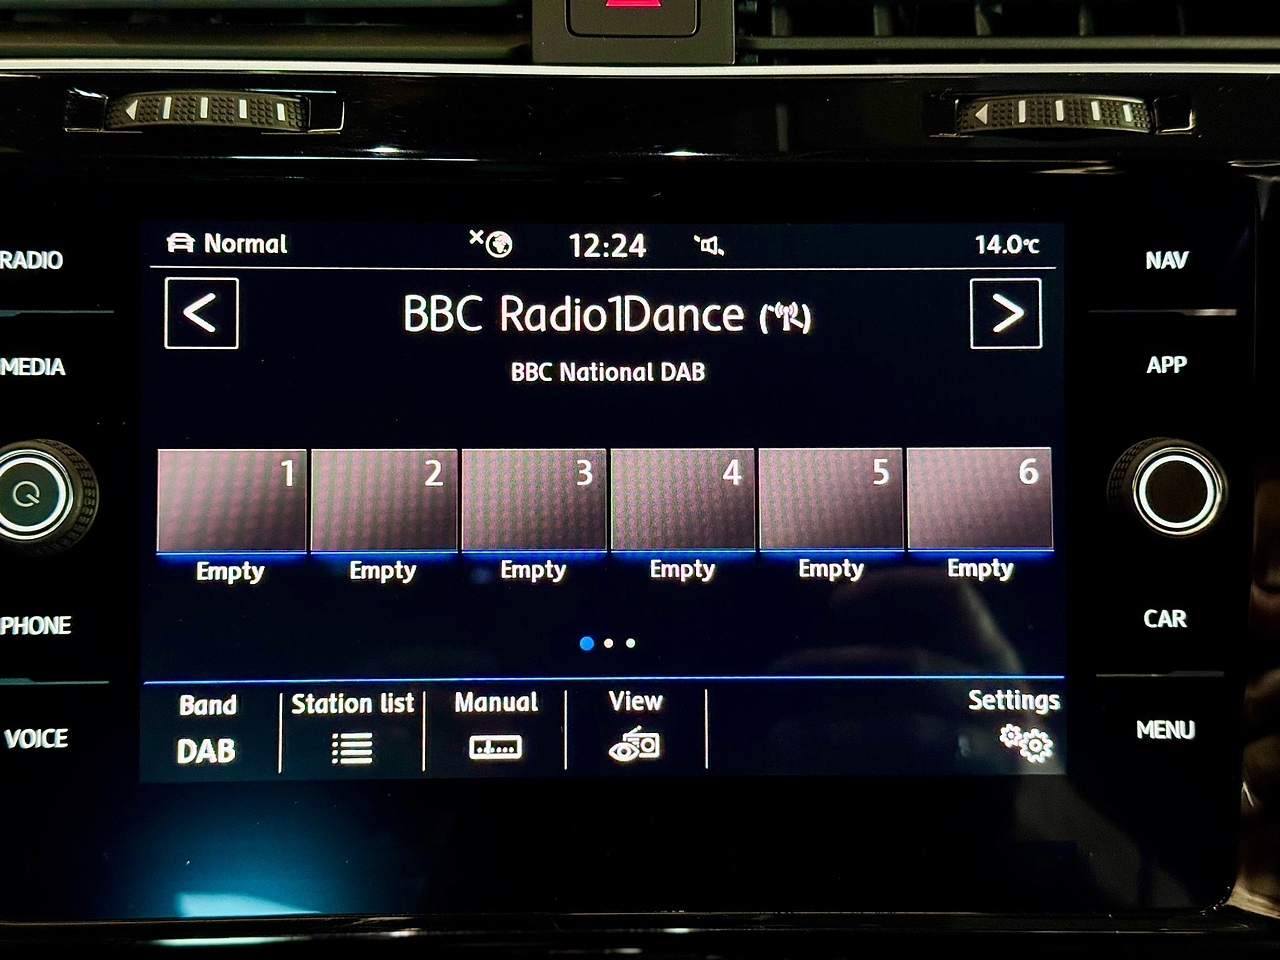 Normal 12:24 14.0°C
RADIO
NAV
BBC Radio1Dance
BBC National DAB
MEDIA
APP
1 2 3 4 5 6
Empty Empty Empty Empty Empty Empty
PHONE
CAR
Band Station list Manual View Settings
DAB
VOICE
MENU